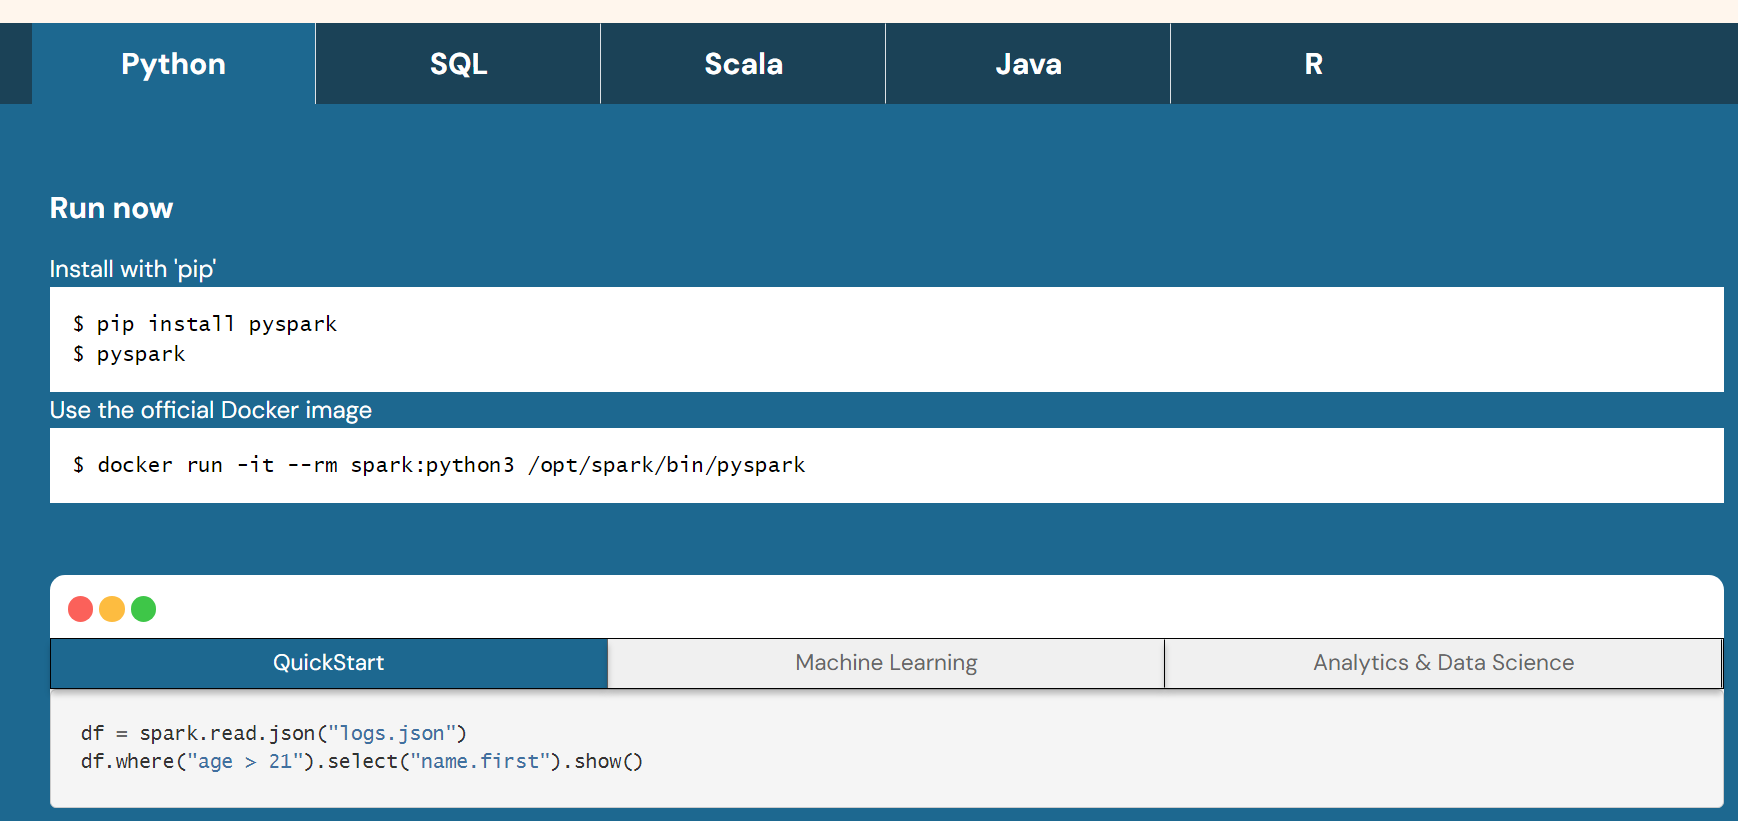 Python SQL Scala Java R
Run now
Install with 'pip'
$ pip install pyspark
$ pyspark
Use the official Docker image
$ docker run -it --rm spark:python3 /opt/spark/bin/pyspark
QuickStart Machine Learning Analytics & Data Science
df = spark.read.json("logs.json")
df.where("age > 21").select("name.first").show()